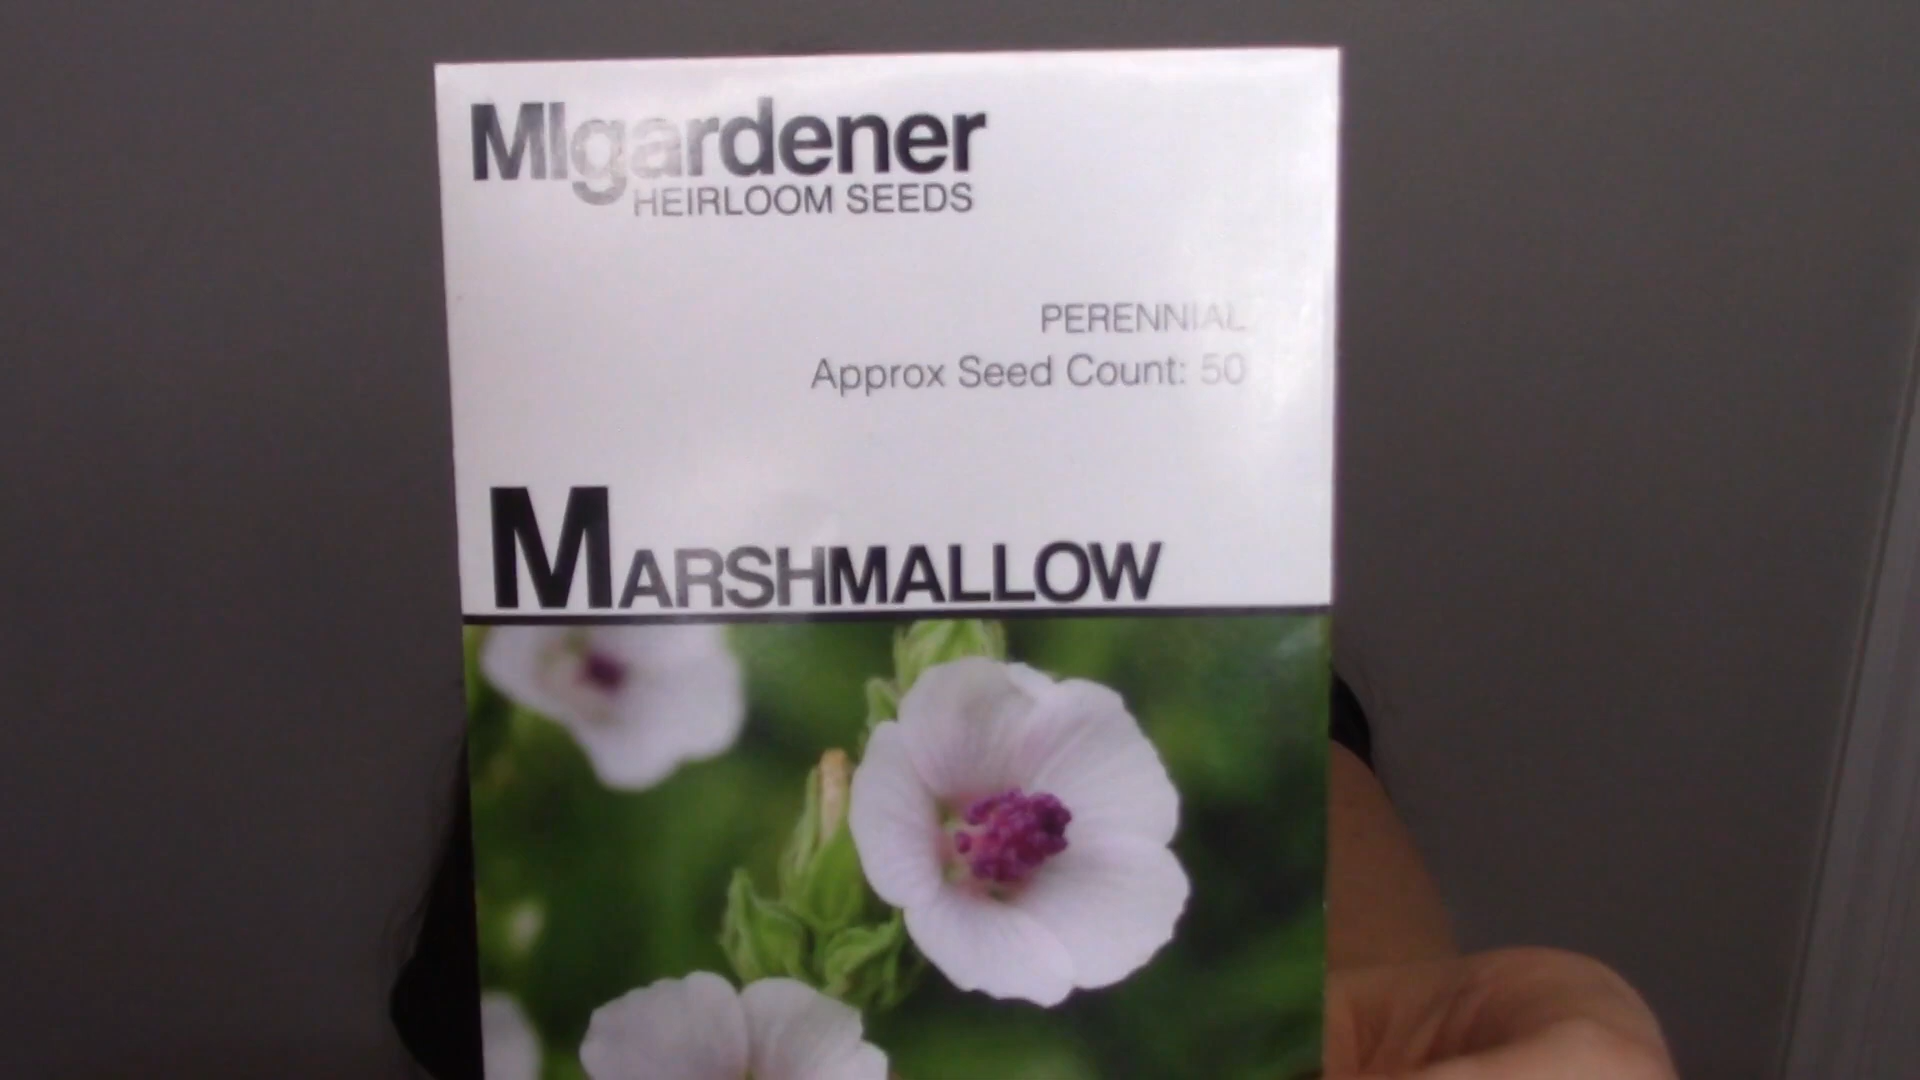 MIgardener
HEIRLOOM SEEDS
PERENNIAL
Approx Seed Count: 50
MARSHMALLOW